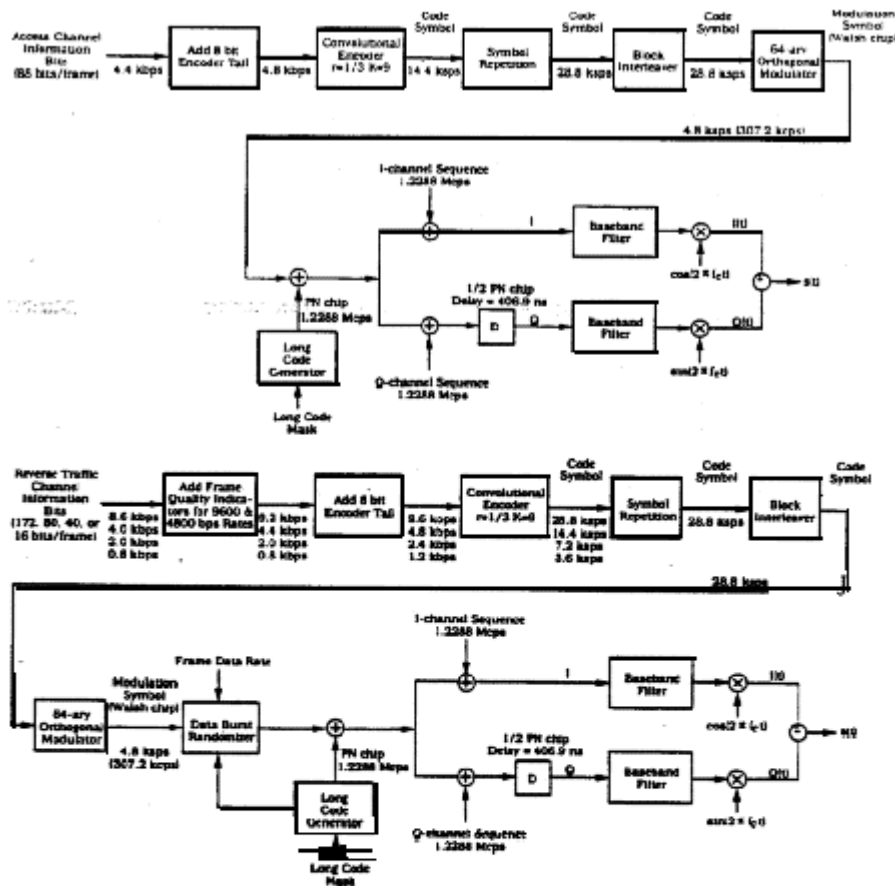 Access Channel
Information
Bits
(88 bits/frame)
4.4 kbps
Add 8 bit
Encoder Tail
4.8 kbps
Convolutional
Encoder
r=1/3 K=9
Code
Symbol
14.4 ksps
Symbol
Repetition
Code
Symbol
28.8 ksps
Block
Interleaver
Code
Symbol
28.8 ksps
64-ary
Orthogonal
Modulator
Modulation
Symbol
(Walsh chip)
4.8 ksps (307.2 kcps)
I-channel Sequence
1.2288 Mcps
I
Baseband
Filter
I(t)
cos(2 π fct)
s(t)
PN chip
1.2288 Mcps
1/2 PN chip
Delay = 406.9 ns
D
Q
Baseband
Filter
Q(t)
sin(2 π fct)
Long
Code
Generator
Q-channel Sequence
1.2288 Mcps
Long Code
Mask
Reverse Traffic
Channel
Information
Bits
(172, 80, 40, or
16 bits/frame)
8.6 kbps
4.0 kbps
2.0 kbps
0.8 kbps
Add Frame
Quality Indica-
tors for 9600 &
4800 bps Rates
9.2 kbps
4.4 kbps
2.0 kbps
0.8 kbps
Add 8 bit
Encoder Tail
9.6 kbps
4.8 kbps
2.4 kbps
1.2 kbps
Convolutional
Encoder
r=1/3 K=9
Code
Symbol
28.8 ksps
14.4 ksps
7.2 ksps
3.6 ksps
Symbol
Repetition
Code
Symbol
28.8 ksps
Block
Interleaver
Code
Symbol
28.8 ksps
I-channel Sequence
1.2288 Mcps
Frame Data Rate
64-ary
Orthogonal
Modulator
Modulation
Symbol
(Walsh chip)
4.8 ksps
(307.2 kcps)
Data Burst
Randomizer
PN chip
1.2288 Mcps
I
Baseband
Filter
I(t)
cos(2 π fct)
s(t)
1/2 PN chip
Delay = 406.9 ns
D
Q
Baseband
Filter
Q(t)
sin(2 π fct)
Long
Code
Generator
Q-channel Sequence
1.2288 Mcps
Long Code
Mask